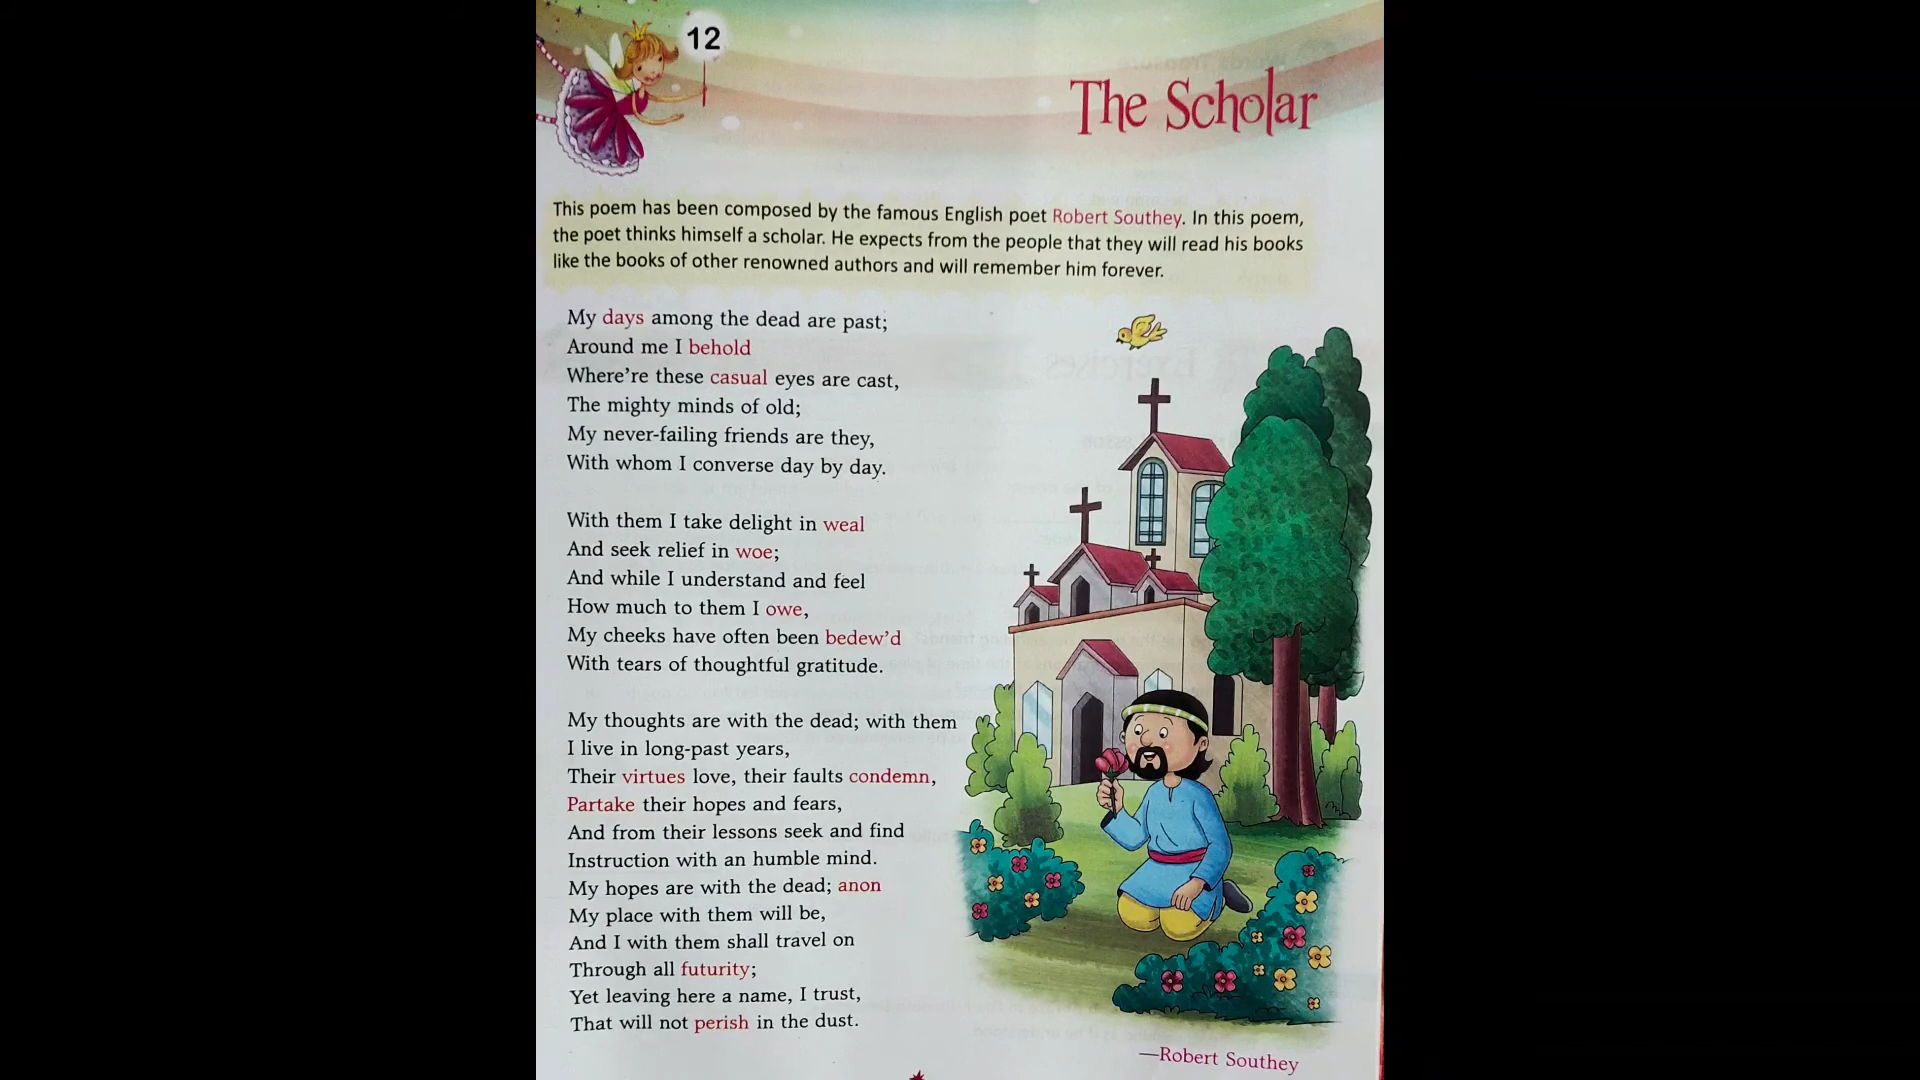 12
The Scholar
This poem has been composed by the famous English poet Robert Southey. In this poem,
the poet thinks himself a scholar. He expects from the people that they will read his books
like the books of other renowned authors and will remember him forever.
My days among the dead are past;
Around me I behold
Where're these casual eyes are cast,
The mighty minds of old;
My never-failing friends are they,
With whom I converse day by day.
With them I take delight in weal
And seek relief in woe;
And while I understand and feel
How much to them I owe,
My cheeks have often been bedew'd
With tears of thoughtful gratitude.
My thoughts are with the dead; with them
I live in long-past years,
Their virtues love, their faults condemn,
Partake their hopes and fears,
And from their lessons seek and find
Instruction with an humble mind.
My hopes are with the dead; anon
My place with them will be,
And I with them shall travel on
Through all futurity;
Yet leaving here a name, I trust,
That will not perish in the dust.
—Robert Southey